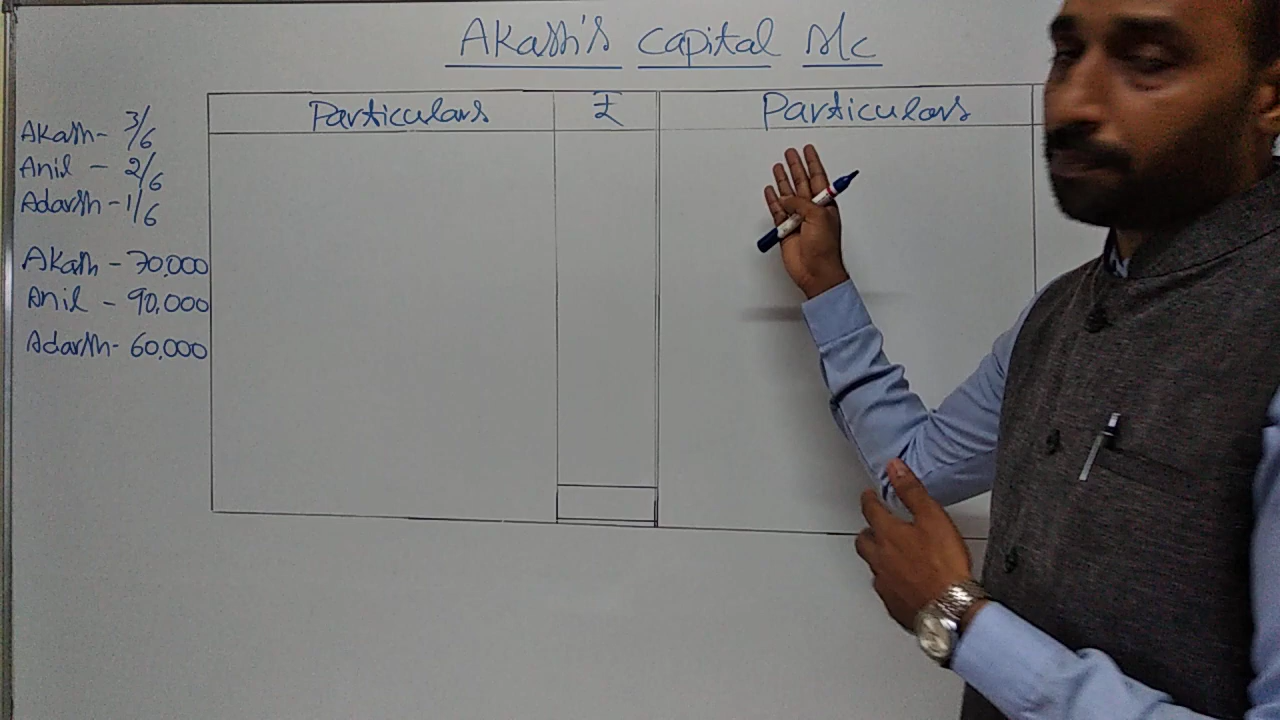 Akash's Capital A/c
Particulars ₹ Particulars
Akash - 3/6
Anil - 2/6
Adarsh - 1/6
Akash - 70,000
Anil - 90,000
Adarsh - 60,000